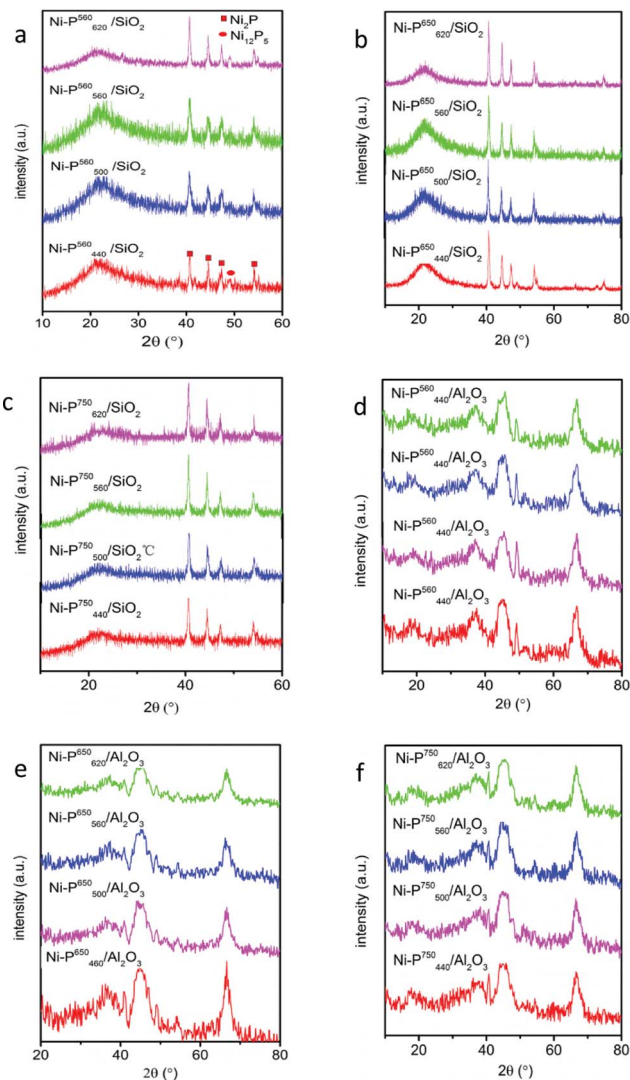 a
Ni-P⁵⁶⁰₆₂₀/SiO₂
Ni₂P
Ni₁₂P₅
Ni-P⁵⁶⁰₅₆₀/SiO₂
Ni-P⁵⁶⁰₅₀₀/SiO₂
Ni-P⁵⁶⁰₄₄₀/SiO₂
intensity (a.u.)
10 20 30 40 50 60
2θ (°)
b
Ni-P⁶⁵⁰₆₂₀/SiO₂
Ni-P⁶⁵⁰₅₆₀/SiO₂
Ni-P⁶⁵⁰₅₀₀/SiO₂
Ni-P⁶⁵⁰₄₄₀/SiO₂
intensity (a.u.)
20 40 60 80
2θ (°)
c
Ni-P⁷⁵⁰₆₂₀/SiO₂
Ni-P⁷⁵⁰₅₆₀/SiO₂
Ni-P⁷⁵⁰₅₀₀/SiO₂℃
Ni-P⁷⁵⁰₄₄₀/SiO₂
intensity (a.u.)
20 40 60
2θ (°)
d
Ni-P⁵⁶⁰₄₄₀/Al₂O₃
Ni-P⁵⁶⁰₄₄₀/Al₂O₃
Ni-P⁵⁶⁰₄₄₀/Al₂O₃
Ni-P⁵⁶⁰₄₄₀/Al₂O₃
intensity (a.u.)
20 40 60 80
2θ (°)
e
Ni-P⁶⁵⁰₆₂₀/Al₂O₃
Ni-P⁶⁵⁰₅₆₀/Al₂O₃
Ni-P⁶⁵⁰₅₀₀/Al₂O₃
Ni-P⁶⁵⁰₄₆₀/Al₂O₃
intensity (a.u.)
20 40 60 80
2θ (°)
f
Ni-P⁷⁵⁰₆₂₀/Al₂O₃
Ni-P⁷⁵⁰₅₆₀/Al₂O₃
Ni-P⁷⁵⁰₅₀₀/Al₂O₃
Ni-P⁷⁵⁰₄₄₀/Al₂O₃
intensity (a.u.)
20 40 60 80
2θ (°)